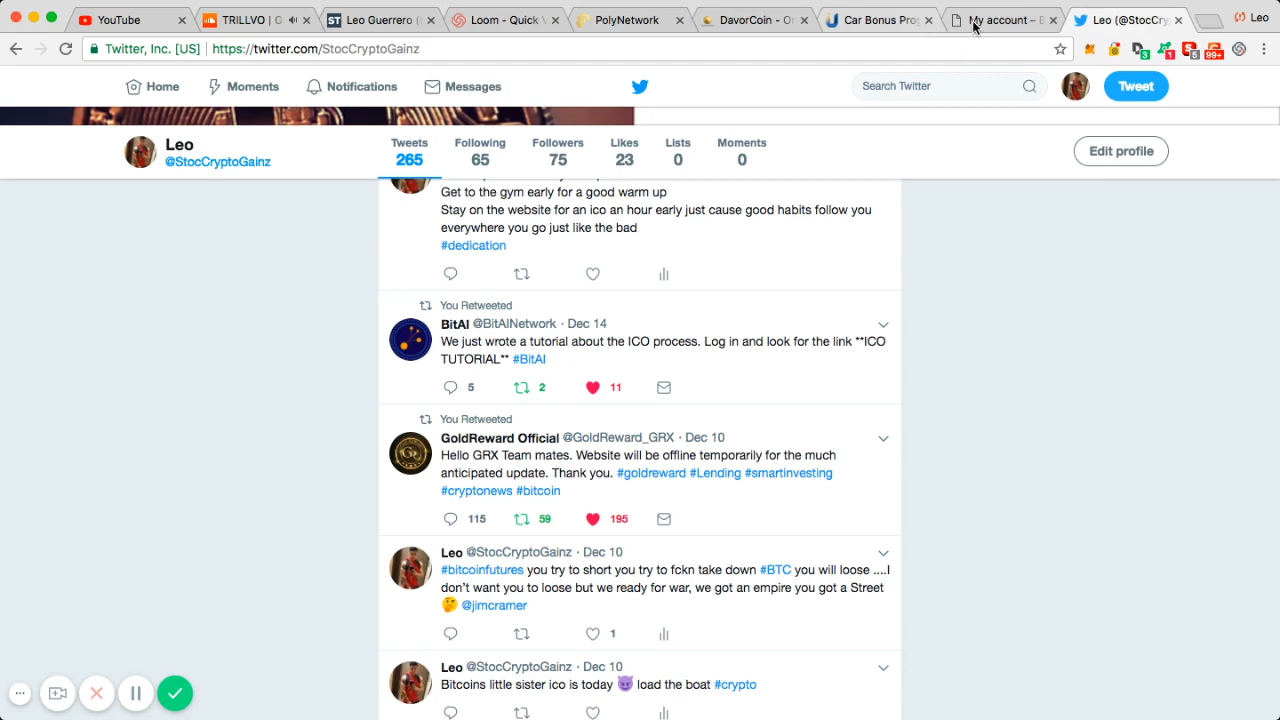 YouTube
TRILLVO | G
Leo Guerrero (
Loom - Quick V
PolyNetwork
DavorCoin - 
Car Bonus Pro
My account – B
Leo (@StocCry
Leo
Twitter, Inc. [US]
https://twitter.com/StocCryptoGainz
3
1
5
99+
Home
Moments
Notifications
Messages
Search Twitter
Tweet
Leo
@StocCryptoGainz
Tweets
265
Following
65
Followers
75
Likes
23
Lists
0
Moments
0
Edit profile
Get to the gym early for a good warm up
Stay on the website for an ico an hour early just cause good habits follow you
everywhere you go just like the bad
#dedication
You Retweeted
BitAI @BitAINetwork · Dec 14
We just wrote a tutorial about the ICO process. Log in and look for the link **ICO
TUTORIAL** #BitAI
5 2 11
You Retweeted
GoldReward Official @GoldReward_GRX · Dec 10
Hello GRX Team mates. Website will be offline temporarily for the much
anticipated update. Thank you. #goldreward #Lending #smartinvesting
#cryptonews #bitcoin
115 59 195
Leo @StocCryptoGainz · Dec 10
#bitcoinfutures you try to short you try to fckn take down #BTC you will loose ....I
don't want you to loose but we ready for war, we got an empire you got a Street
🤔 @jimcramer
1
Leo @StocCryptoGainz · Dec 10
Bitcoins little sister ico is today 😈 load the boat #crypto